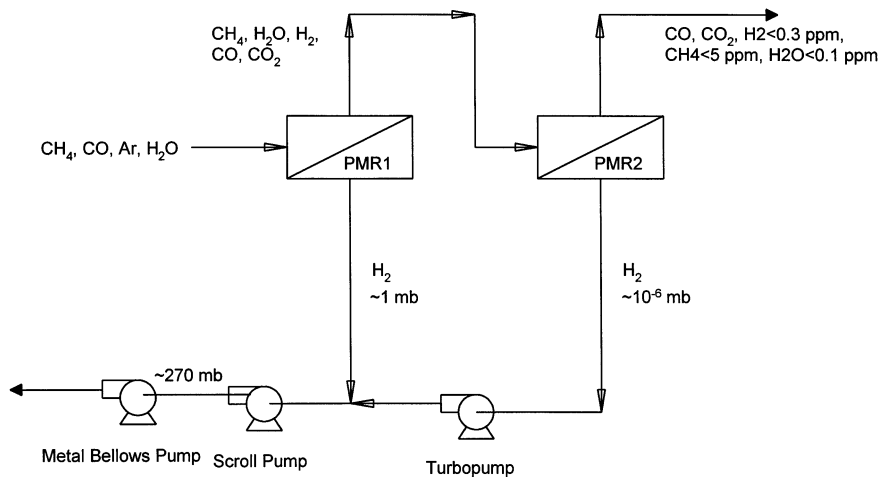 CH₄, H₂O, H₂,
CO, CO₂
CO, CO₂, H2<0.3 ppm,
CH4<5 ppm, H2O<0.1 ppm
CH₄, CO, Ar, H₂O
PMR1
PMR2
H₂
~1 mb
H₂
~10⁻⁶ mb
~270 mb
Metal Bellows Pump
Scroll Pump
Turbopump